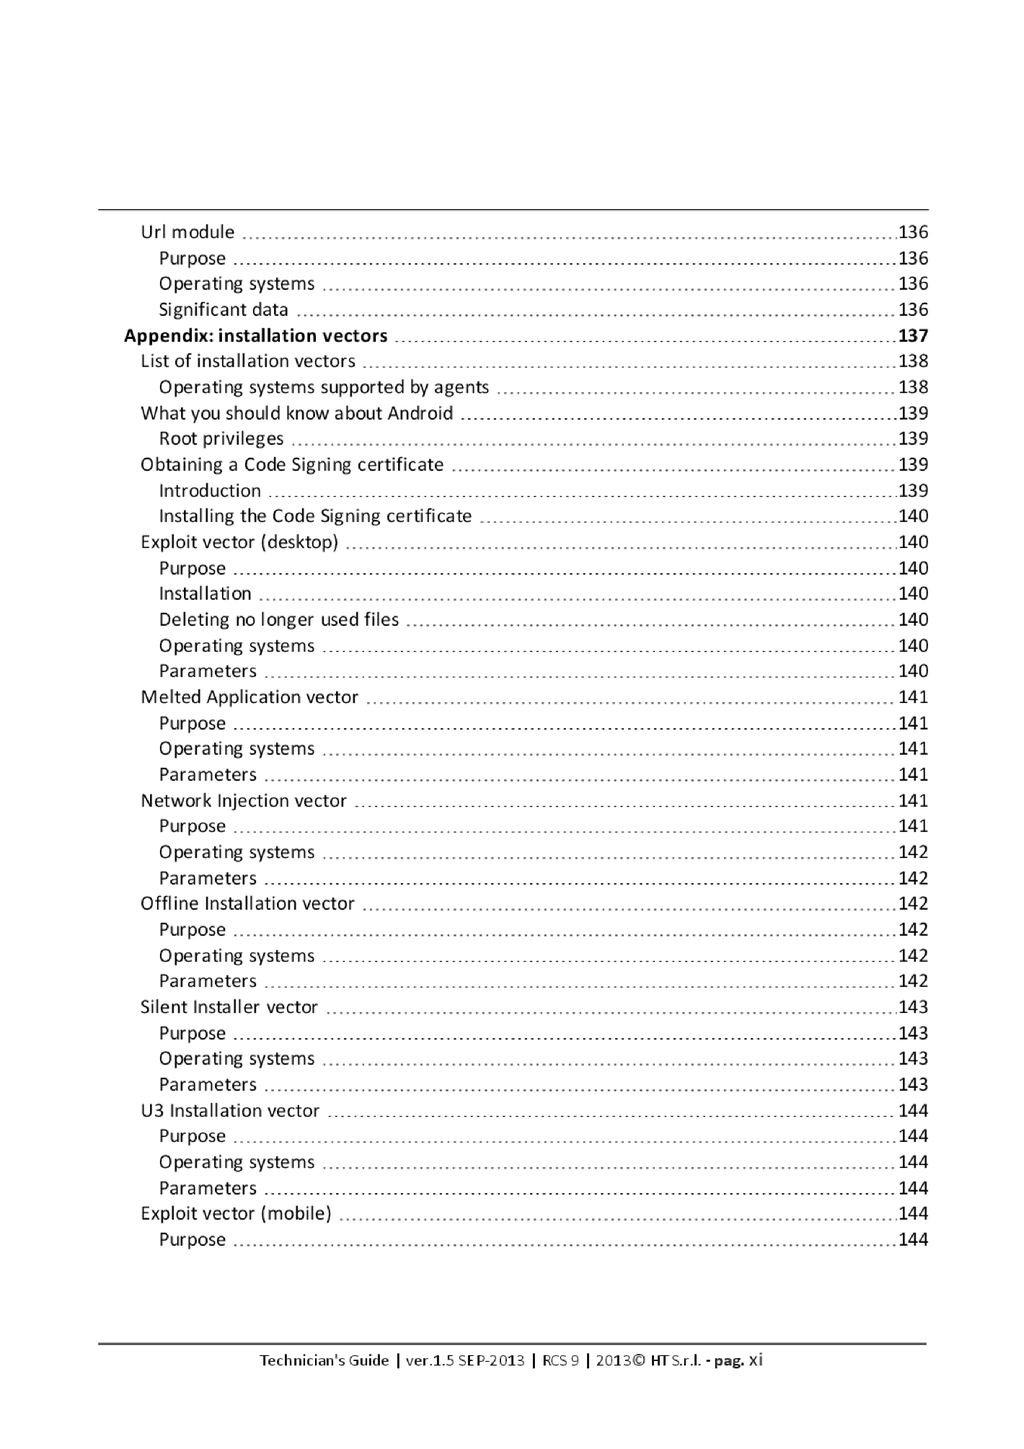 Url module 136
Purpose 136
Operating systems 136
Significant data 136
Appendix: installation vectors 137
List of installation vectors 138
Operating systems supported by agents 138
What you should know about Android 139
Root privileges 139
Obtaining a Code Signing certificate 139
Introduction 139
Installing the Code Signing certificate 140
Exploit vector (desktop) 140
Purpose 140
Installation 140
Deleting no longer used files 140
Operating systems 140
Parameters 140
Melted Application vector 141
Purpose 141
Operating systems 141
Parameters 141
Network Injection vector 141
Purpose 141
Operating systems 142
Parameters 142
Offline Installation vector 142
Purpose 142
Operating systems 142
Parameters 142
Silent Installer vector 143
Purpose 143
Operating systems 143
Parameters 143
U3 Installation vector 144
Purpose 144
Operating systems 144
Parameters 144
Exploit vector (mobile) 144
Purpose 144
Technician's Guide | ver.1.5 SEP-2013 | RCS 9 | 2013© HT S.r.l. - pag. xi